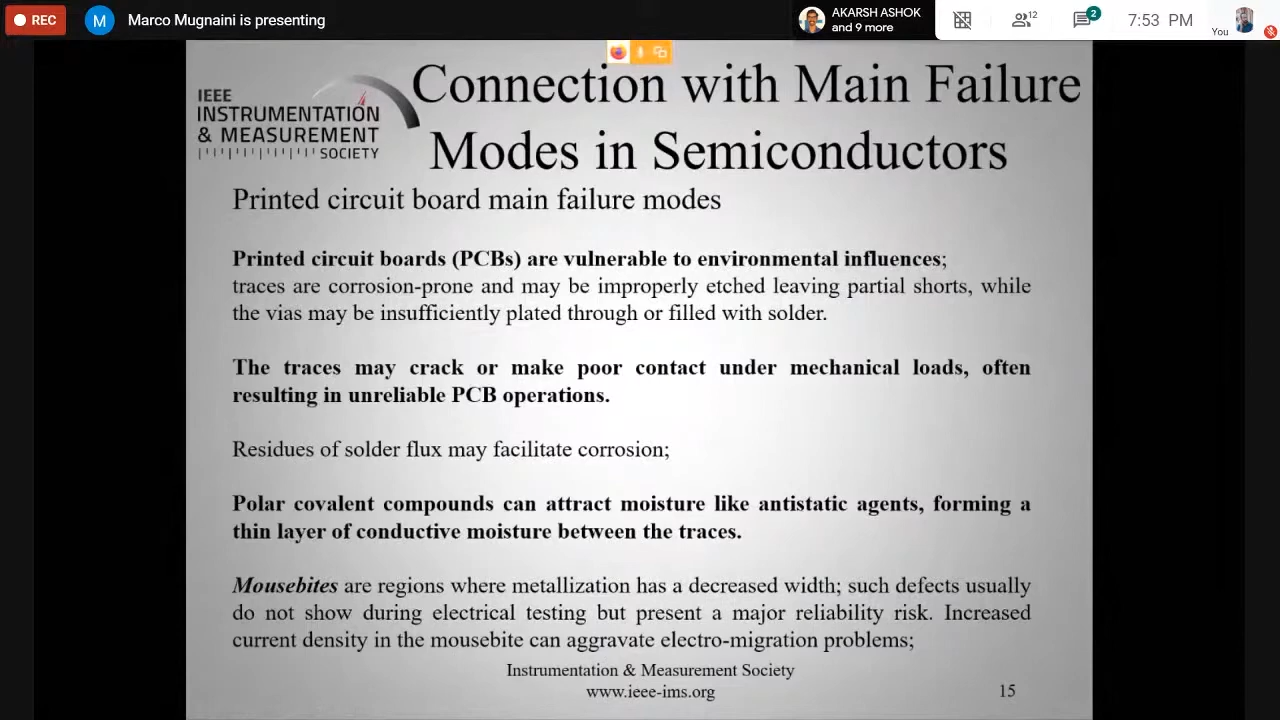 REC
M
Marco Mugnaini is presenting
AKARSH ASHOK
and 9 more
12
2
7:53 PM
You
IEEE
INSTRUMENTATION
& MEASUREMENT
SOCIETY
Connection with Main Failure
Modes in Semiconductors
Printed circuit board main failure modes
Printed circuit boards (PCBs) are vulnerable to environmental influences;
traces are corrosion-prone and may be improperly etched leaving partial shorts, while
the vias may be insufficiently plated through or filled with solder.
The traces may crack or make poor contact under mechanical loads, often
resulting in unreliable PCB operations.
Residues of solder flux may facilitate corrosion;
Polar covalent compounds can attract moisture like antistatic agents, forming a
thin layer of conductive moisture between the traces.
Mousebites are regions where metallization has a decreased width; such defects usually
do not show during electrical testing but present a major reliability risk. Increased
current density in the mousebite can aggravate electro-migration problems;
Instrumentation & Measurement Society
www.ieee-ims.org
15